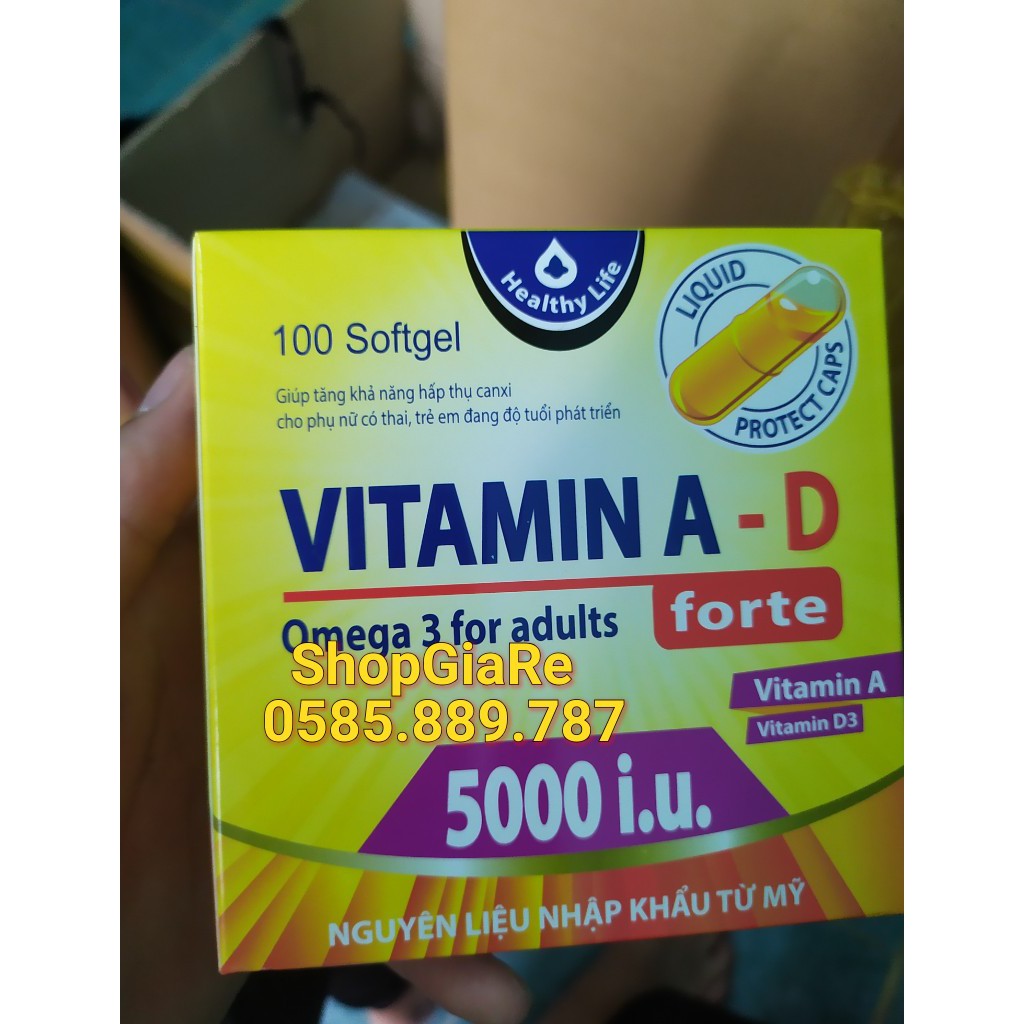 Healthy Life
LIQUID
PROTECT CAPS
100 Softgel
Giúp tăng khả năng hấp thụ canxi
cho phụ nữ có thai, trẻ em đang độ tuổi phát triển
VITAMIN A - D
forte
Omega 3 for adults
ShopGiaRe
0585.889.787
Vitamin A
Vitamin D3
5000 i.u.
NGUYÊN LIỆU NHẬP KHẨU TỪ MỸ